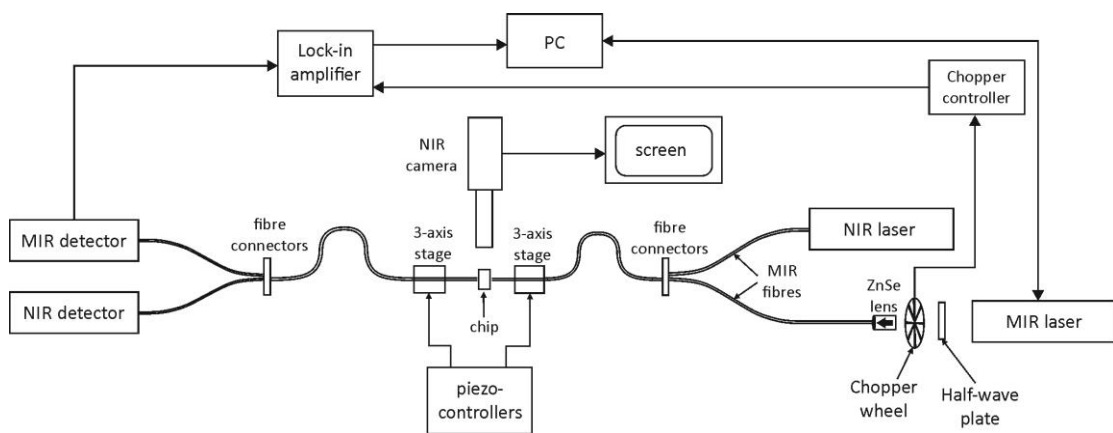 Lock-in
amplifier
PC
Chopper
controller
NIR
camera
screen
MIR detector
fibre
connectors
3-axis
stage
3-axis
stage
fibre
connectors
NIR laser
MIR
fibres
ZnSe
lens
NIR detector
chip
MIR laser
piezo-
controllers
Chopper
wheel
Half-wave
plate